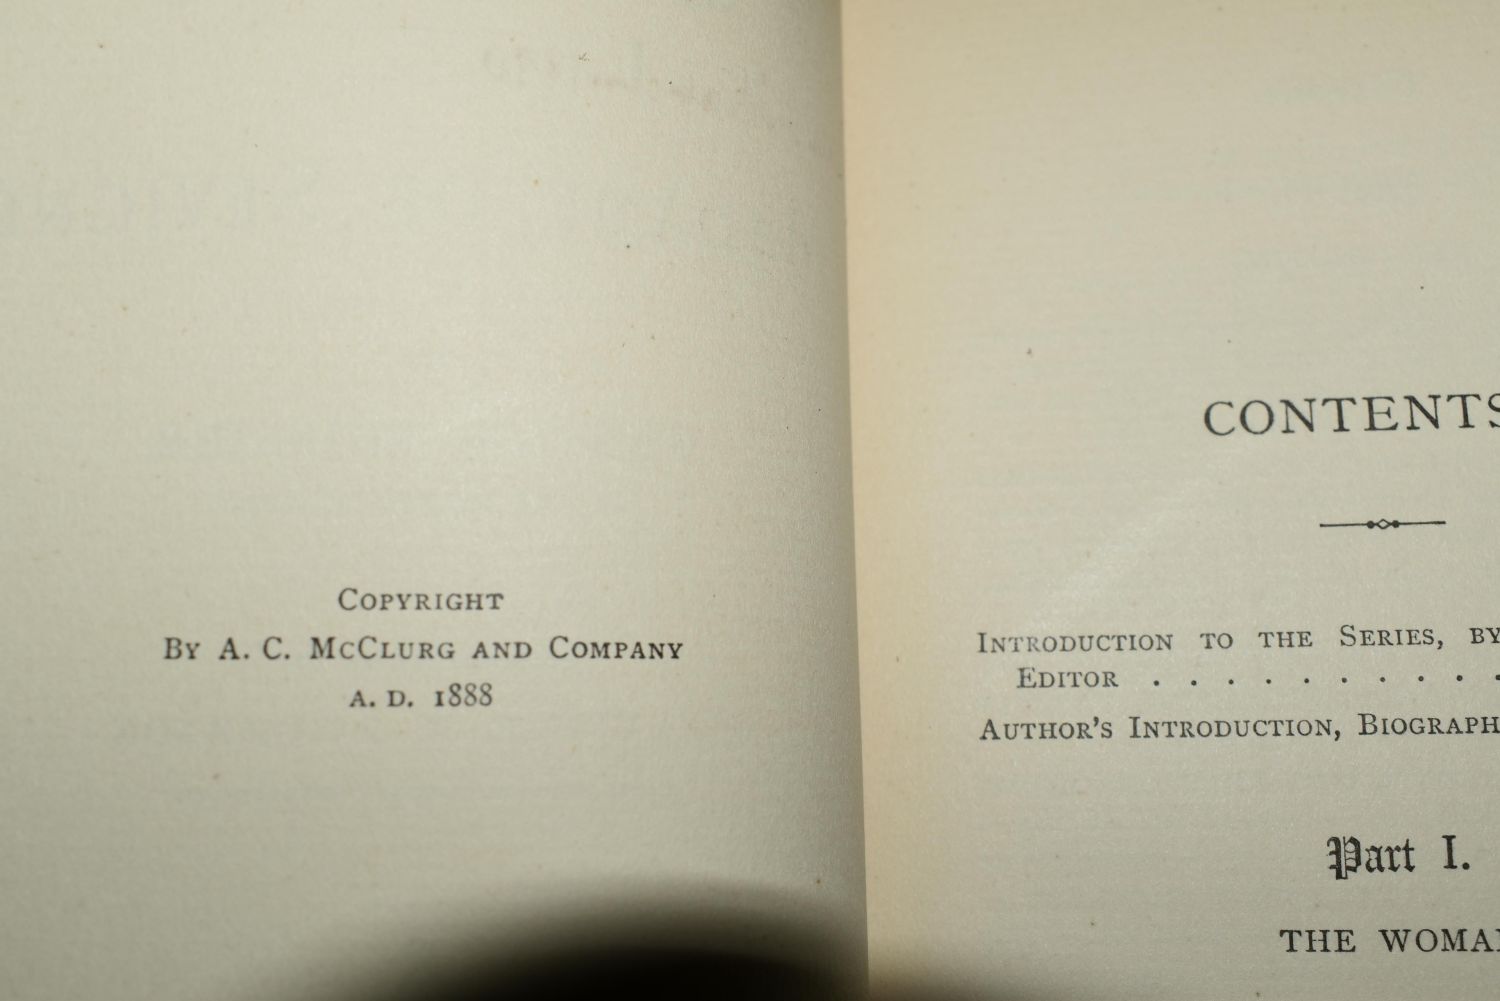 Copyright
By A. C. McClurg and Company
A. D. 1888
CONTENTS
Introduction to the Series, by
Editor . . . . . . . . . .
Author's Introduction, Biograph
Part I.
THE WOMA